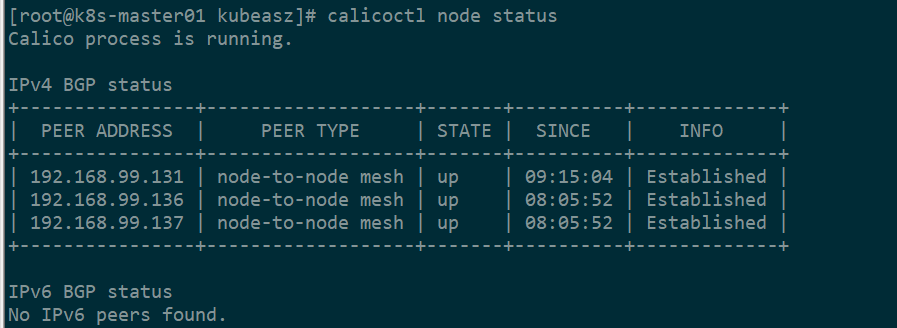 [root@k8s-master01 kubeasz]# calicoctl node status
Calico process is running.

IPv4 BGP status
+----------------+-------------------+-------+----------+-------------+
|  PEER ADDRESS  |     PEER TYPE     | STATE |  SINCE   |    INFO     |
+----------------+-------------------+-------+----------+-------------+
| 192.168.99.131 | node-to-node mesh | up    | 09:15:04 | Established |
| 192.168.99.136 | node-to-node mesh | up    | 08:05:52 | Established |
| 192.168.99.137 | node-to-node mesh | up    | 08:05:52 | Established |
+----------------+-------------------+-------+----------+-------------+

IPv6 BGP status
No IPv6 peers found.